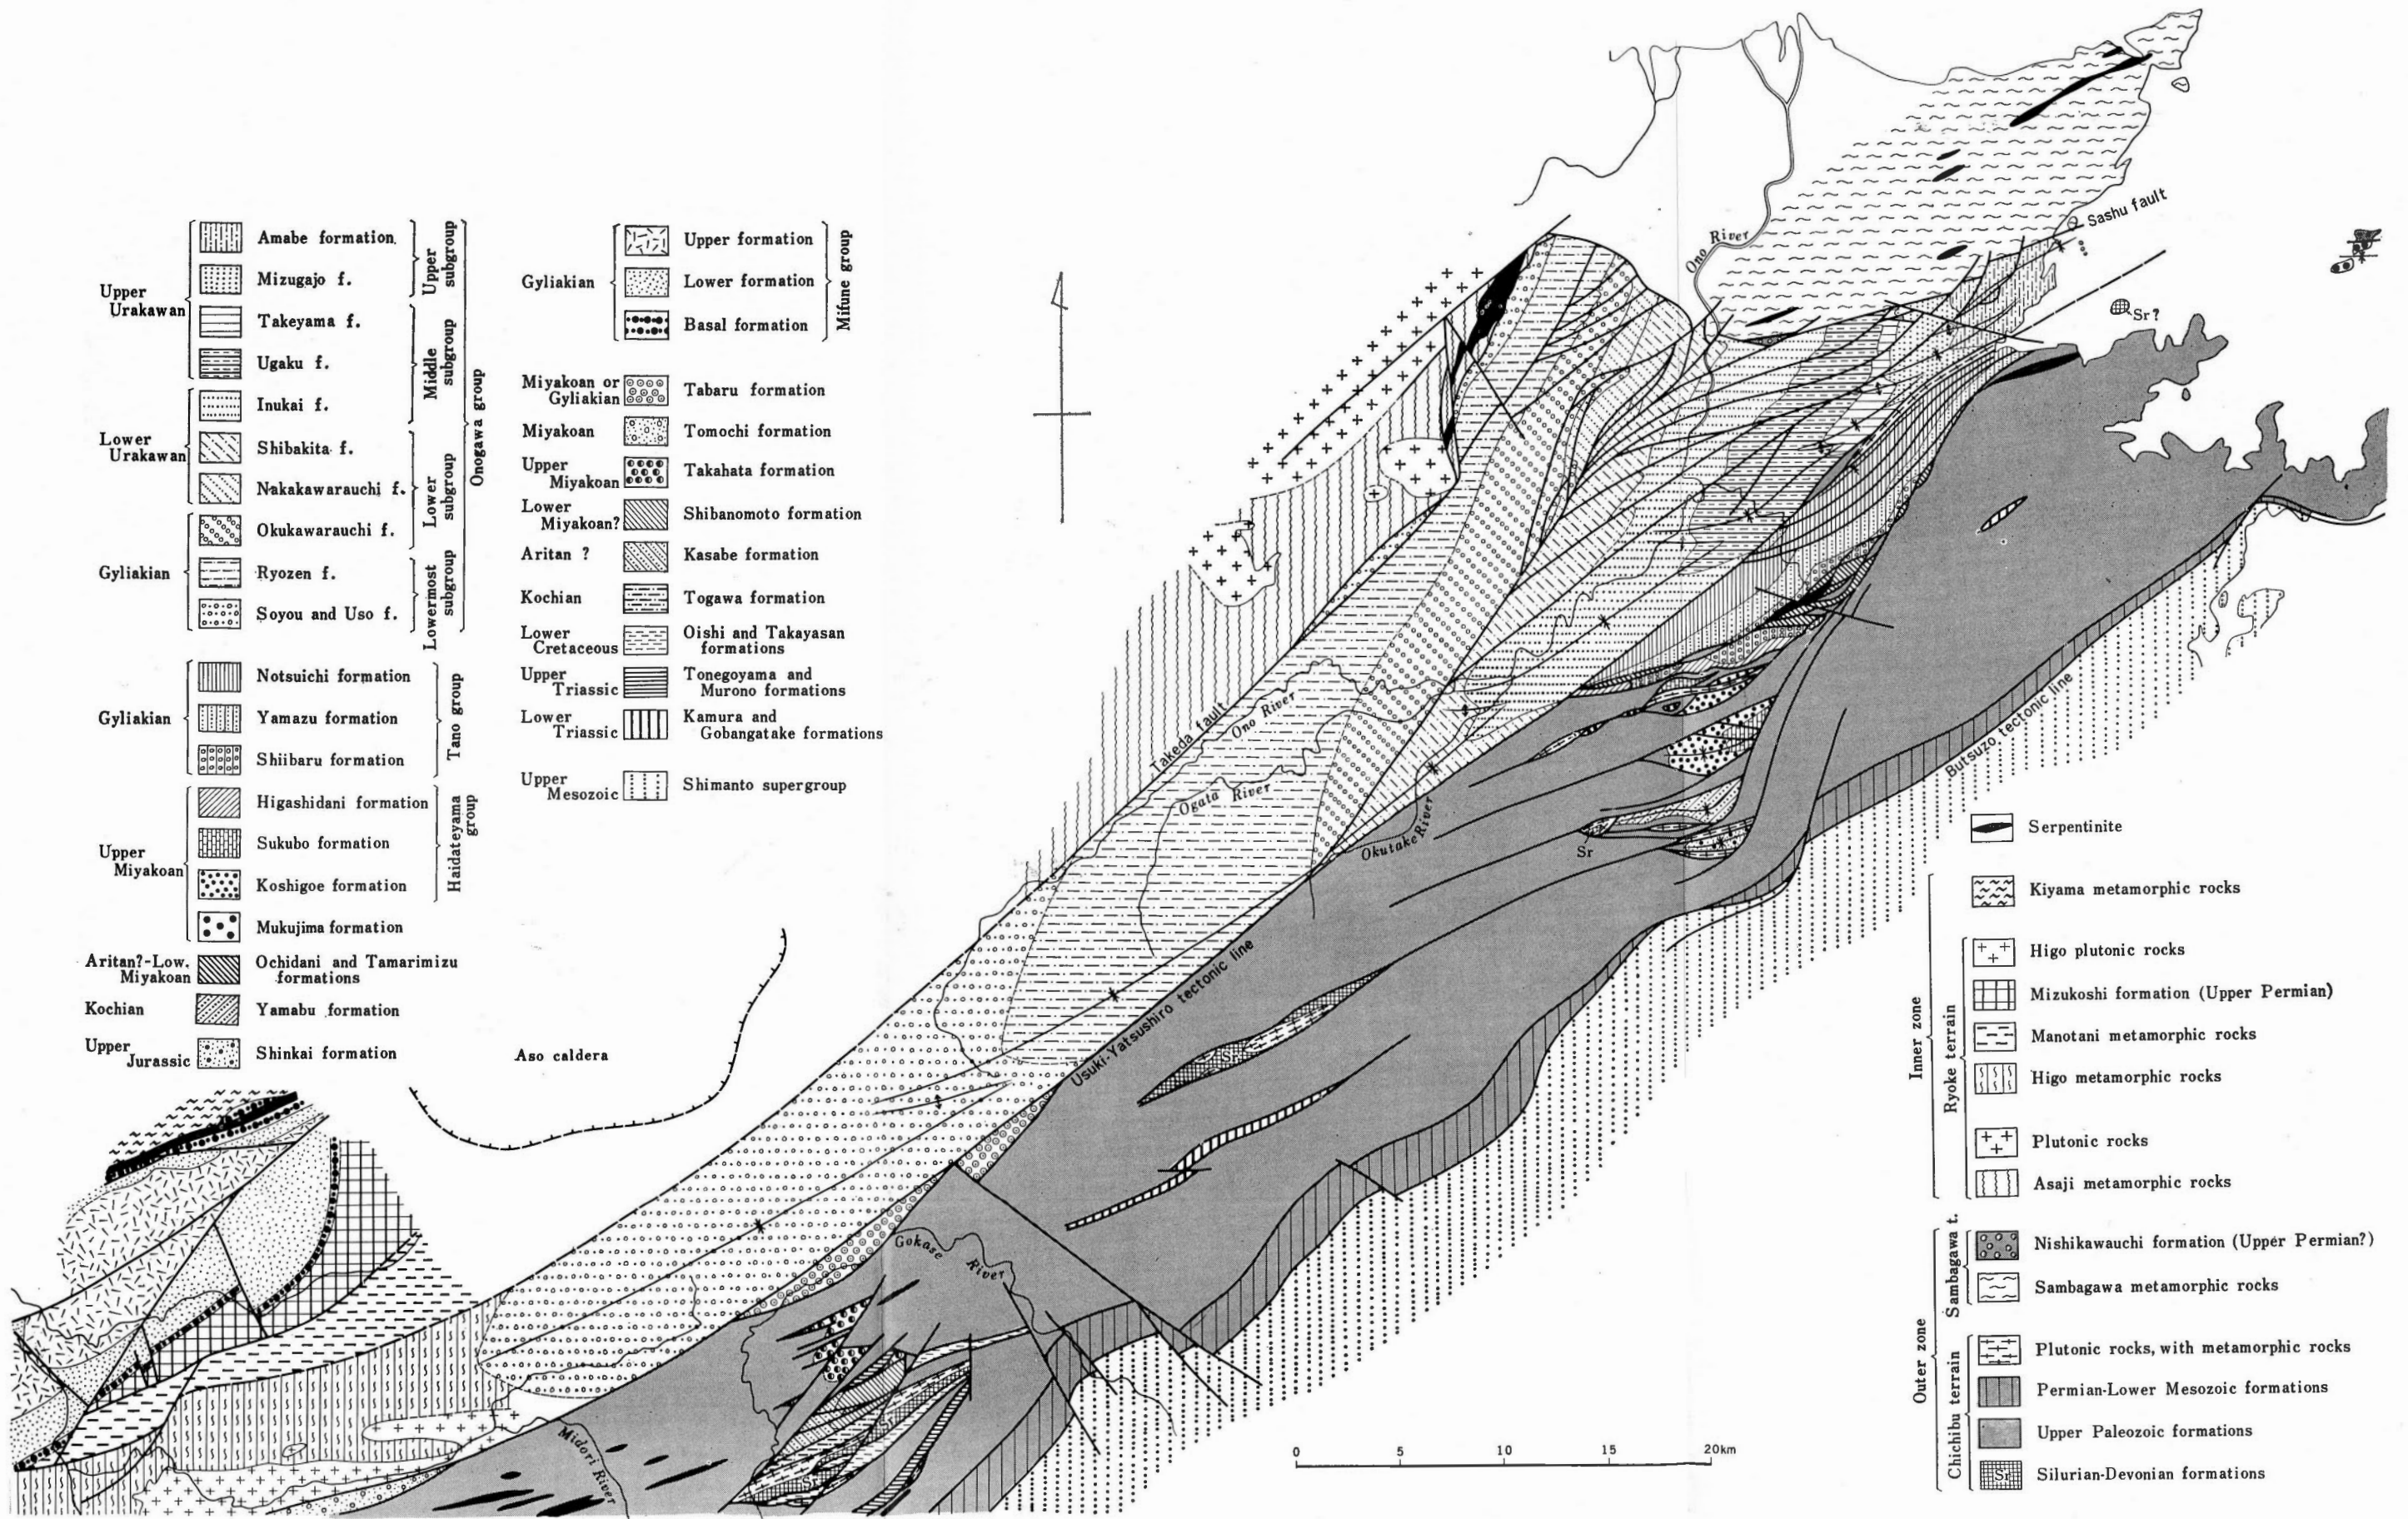 Upper
Urakawan
Amabe formation
Mizugajo f.
Takeyama f.
Ugaku f.
Lower
Urakawan
Inukai f.
Shibakita f.
Nakakawarauchi f.
Gyliakian
Okukawarauchi f.
Ryozen f.
Soyou and Uso f.
Upper
subgroup
Middle
subgroup
Lower
subgroup
Lowermost
subgroup
Onogawa group
Gyliakian
Notsuichi formation
Yamazu formation
Shiibaru formation
Tano group
Upper
Miyakoan
Higashidani formation
Sukubo formation
Koshigoe formation
Mukujima formation
Haidateyama
group
Aritan?-Low.
Miyakoan
Ochidani and Tamarimizu
formations
Kochian
Yamabu formation
Upper
Jurassic
Shinkai formation
Gyliakian
Upper formation
Lower formation
Basal formation
Mifune group
Miyakoan or
Gyliakian
Tabaru formation
Miyakoan
Tomochi formation
Upper
Miyakoan
Takahata formation
Lower
Miyakoan?
Shibanomoto formation
Aritan ?
Kasabe formation
Kochian
Togawa formation
Lower
Cretaceous
Oishi and Takayasan
formations
Upper
Triassic
Tonegoyama and
Murono formations
Lower
Triassic
Kamura and
Gobangatake formations
Upper
Mesozoic
Shimanto supergroup
Aso caldera
Ono River
Sashu fault
Sr?
Takeda fault
Ono River
Ogata River
Okutake River
Sr
Butsuzo tectonic line
Usuki-Yatsushiro tectonic line
Sr
Gokase River
Midori River
Sr
Sr
0 5 10 15 20km
Serpentinite
Inner zone
Kiyama metamorphic rocks
Ryoke terrain
Higo plutonic rocks
Mizukoshi formation (Upper Permian)
Manotani metamorphic rocks
Higo metamorphic rocks
Plutonic rocks
Asaji metamorphic rocks
Outer zone
Sambagawa t.
Nishikawauchi formation (Upper Permian?)
Sambagawa metamorphic rocks
Chichibu terrain
Plutonic rocks, with metamorphic rocks
Permian-Lower Mesozoic formations
Upper Paleozoic formations
Sr
Silurian-Devonian formations